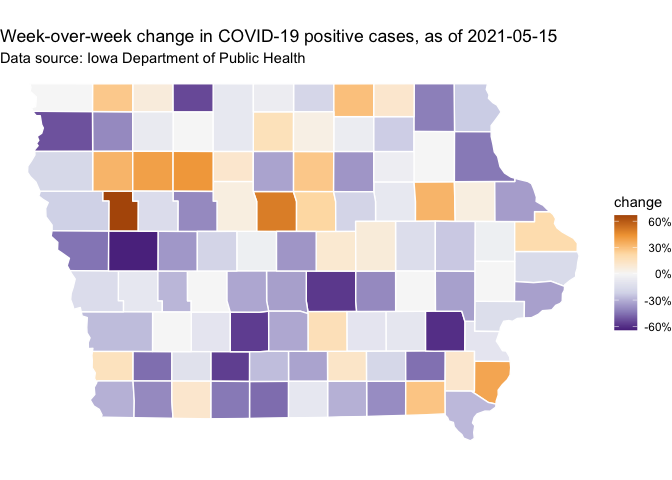 Week-over-week change in COVID-19 positive cases, as of 2021-05-15
Data source: Iowa Department of Public Health
change
60%
30%
0%
-30%
-60%